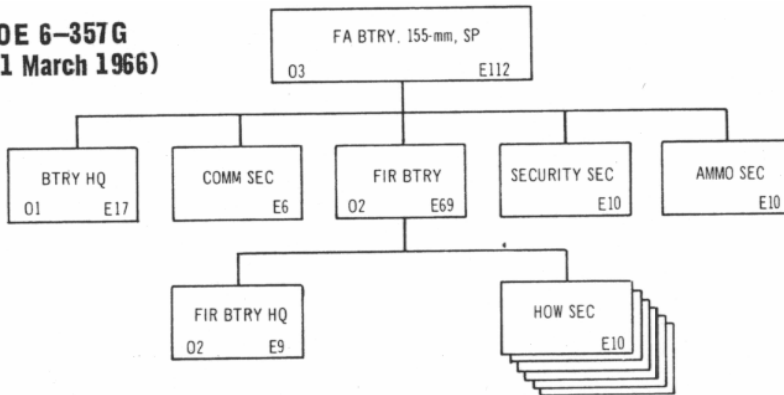 OE 6–357G
1 March 1966)
FA BTRY. 155-mm, SP
O3 E112
BTRY HQ
O1 E17
COMM SEC
E6
FIR BTRY
O2 E69
SECURITY SEC
E10
AMMO SEC
E10
FIR BTRY HQ
O2 E9
HOW SEC
E10